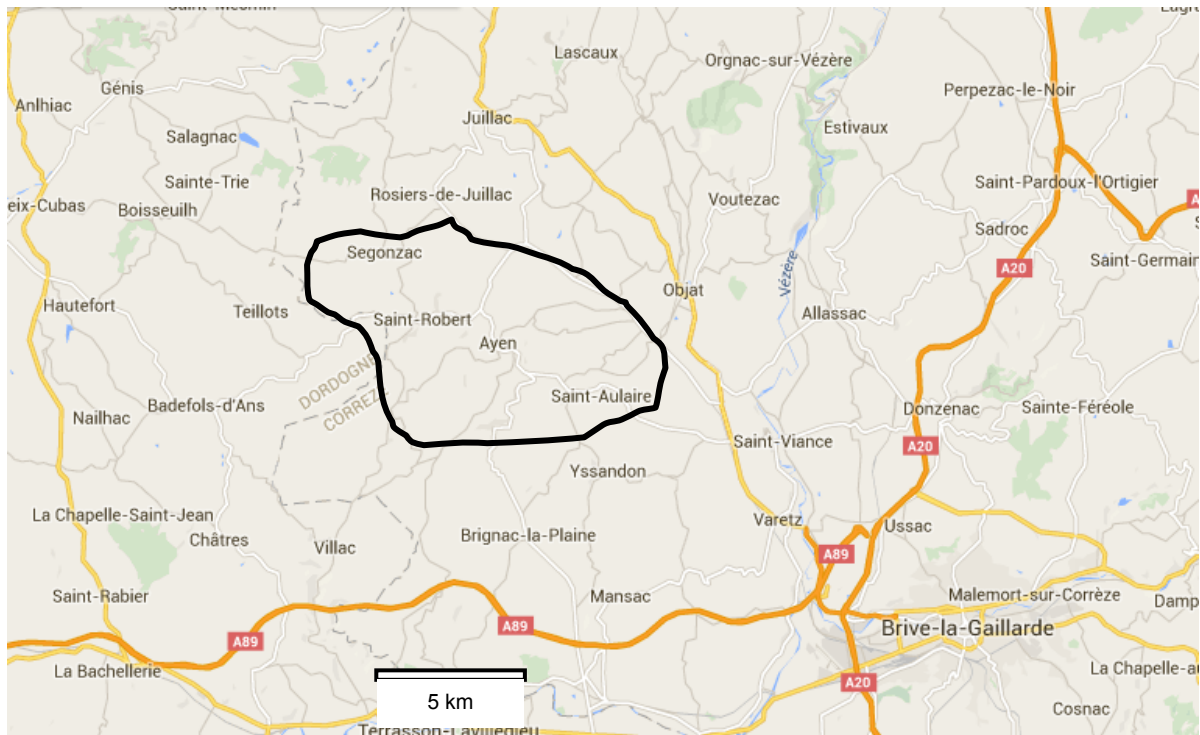 Lascaux
Orgnac-sur-Vézère
Génis
Perpezac-le-Noir
Anlhiac
Juillac
Estivaux
Salagnac
Sainte-Trie
Saint-Pardoux-l'Ortigier
Rosiers-de-Juillac
Voutezac
eix-Cubas
Boisseuilh
A
Sadroc
Segonzac
Saint-Germain
A20
Vézère
Objat
Hautefort
Teillots
Saint-Robert
Allassac
Ayen
DORDOGNE
CORRÈZE
Saint-Aulaire
Badefols-d'Ans
Nailhac
Donzenac
Sainte-Féréole
Saint-Viance
A20
Yssandon
La Chapelle-Saint-Jean
Varetz
Ussac
Châtres
Villac
Brignac-la-Plaine
A89
Saint-Rabier
Mansac
Malemort-sur-Corrèze
Damp
A89
A89
Brive-la-Gaillarde
La Bachellerie
La Chapelle-au
A20
5 km
Cosnac
Terrasson-Lavilledieu